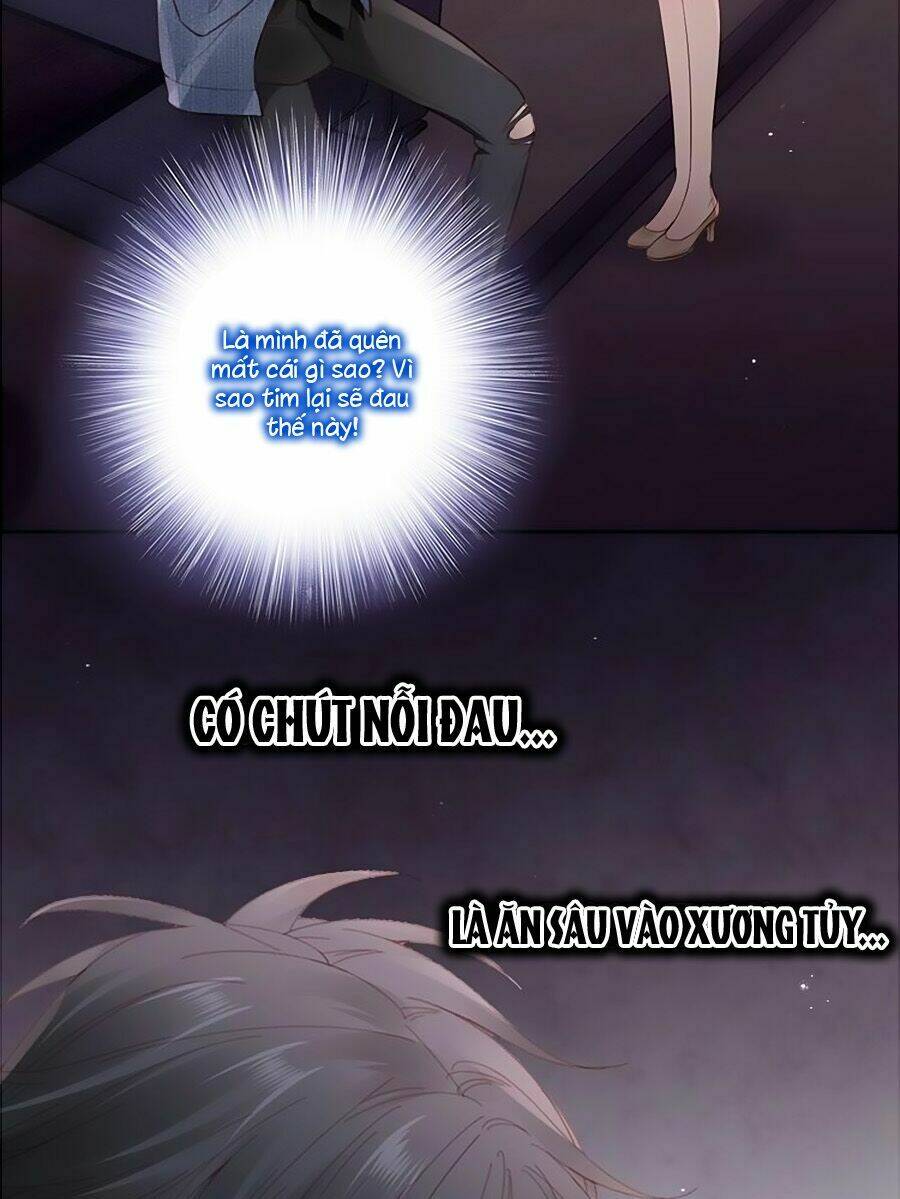 Là mình đã quên
mất cái gì sao? Vì
sao tim lại sẽ đau
thế này!
CÓ CHÚT NỖI ĐAU...
LÀ ĂN SÂU VÀO XƯƠNG TỦY...